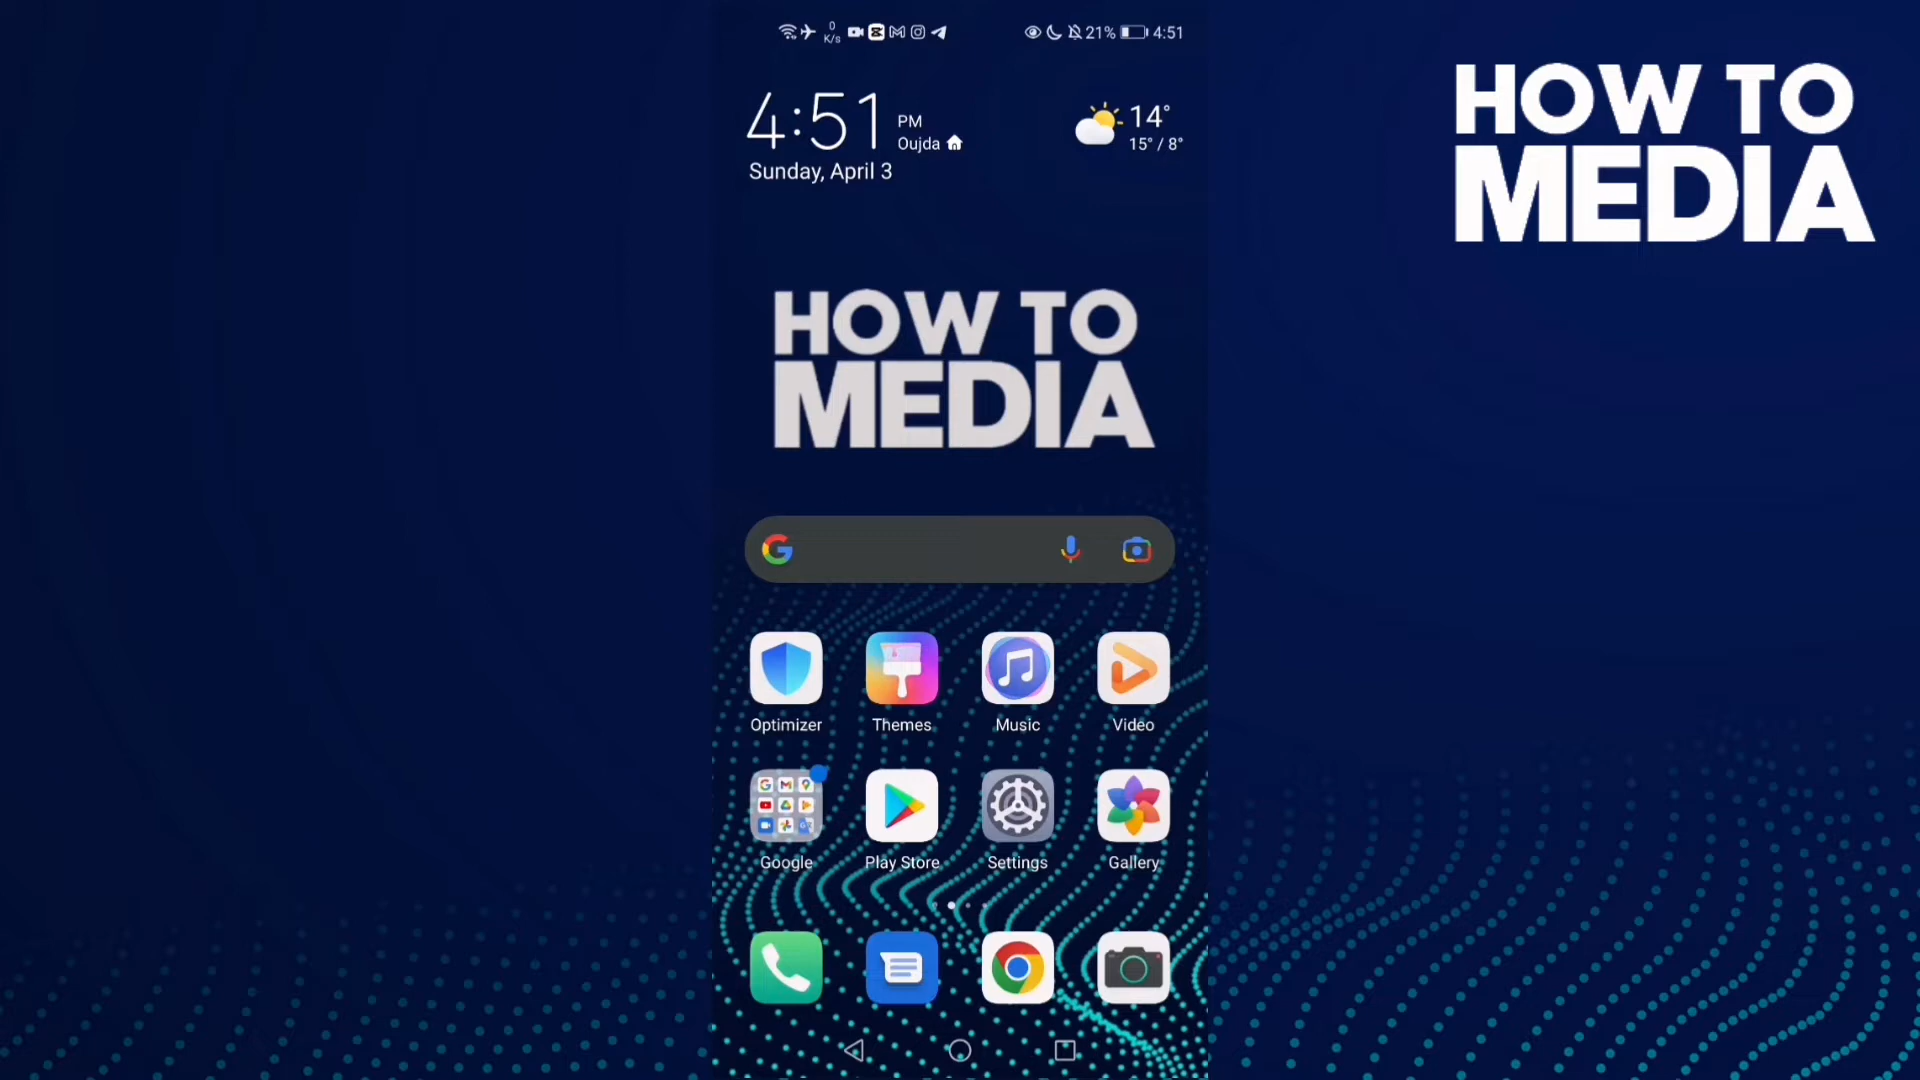 0
K/s
21%
4:51
HOW TO
MEDIA
4:51 PM
Oujda
Sunday, April 3
14°
15° / 8°
HOW TO
MEDIA
Optimizer
Themes
Music
Video
Google
Play Store
Settings
Gallery